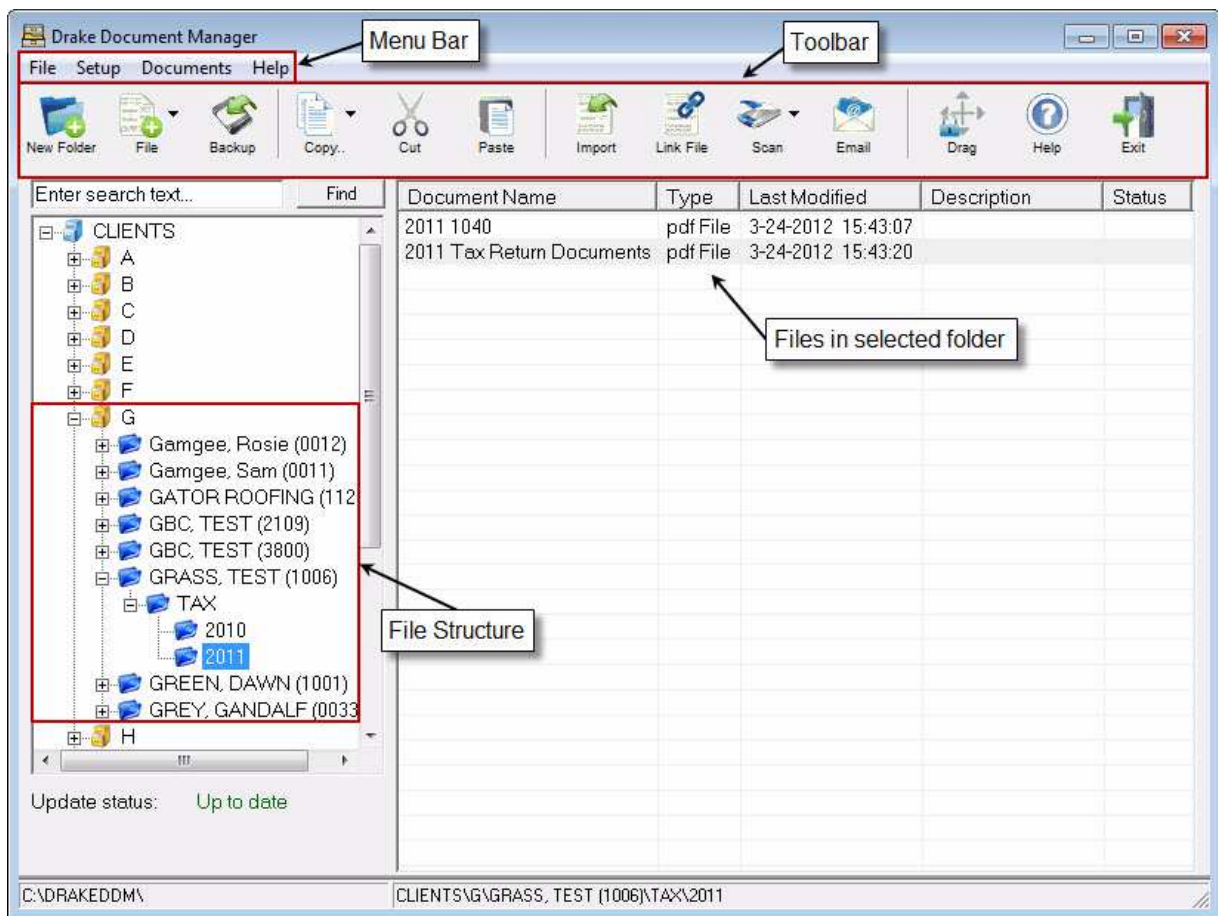 Drake Document Manager
Menu Bar
Toolbar
File Setup Documents Help
New Folder File Backup Copy.. Cut Paste Import Link File Scan Email Drag Help Exit
Enter search text... Find
Document Name Type Last Modified Description Status
2011 1040 pdf File 3-24-2012 15:43:07
2011 Tax Return Documents pdf File 3-24-2012 15:43:20
Files in selected folder
CLIENTS
A
B
C
D
E
F
G
Gamgee, Rosie (0012)
Gamgee, Sam (0011)
GATOR ROOFING (112
GBC, TEST (2109)
GBC, TEST (3800)
GRASS, TEST (1006)
TAX
2010
2011
GREEN, DAWN (1001)
GREY, GANDALF (0033
H
File Structure
Update status: Up to date
C:\DRAKEDDM\ CLIENTS\G\GRASS, TEST (1006)\TAX\2011